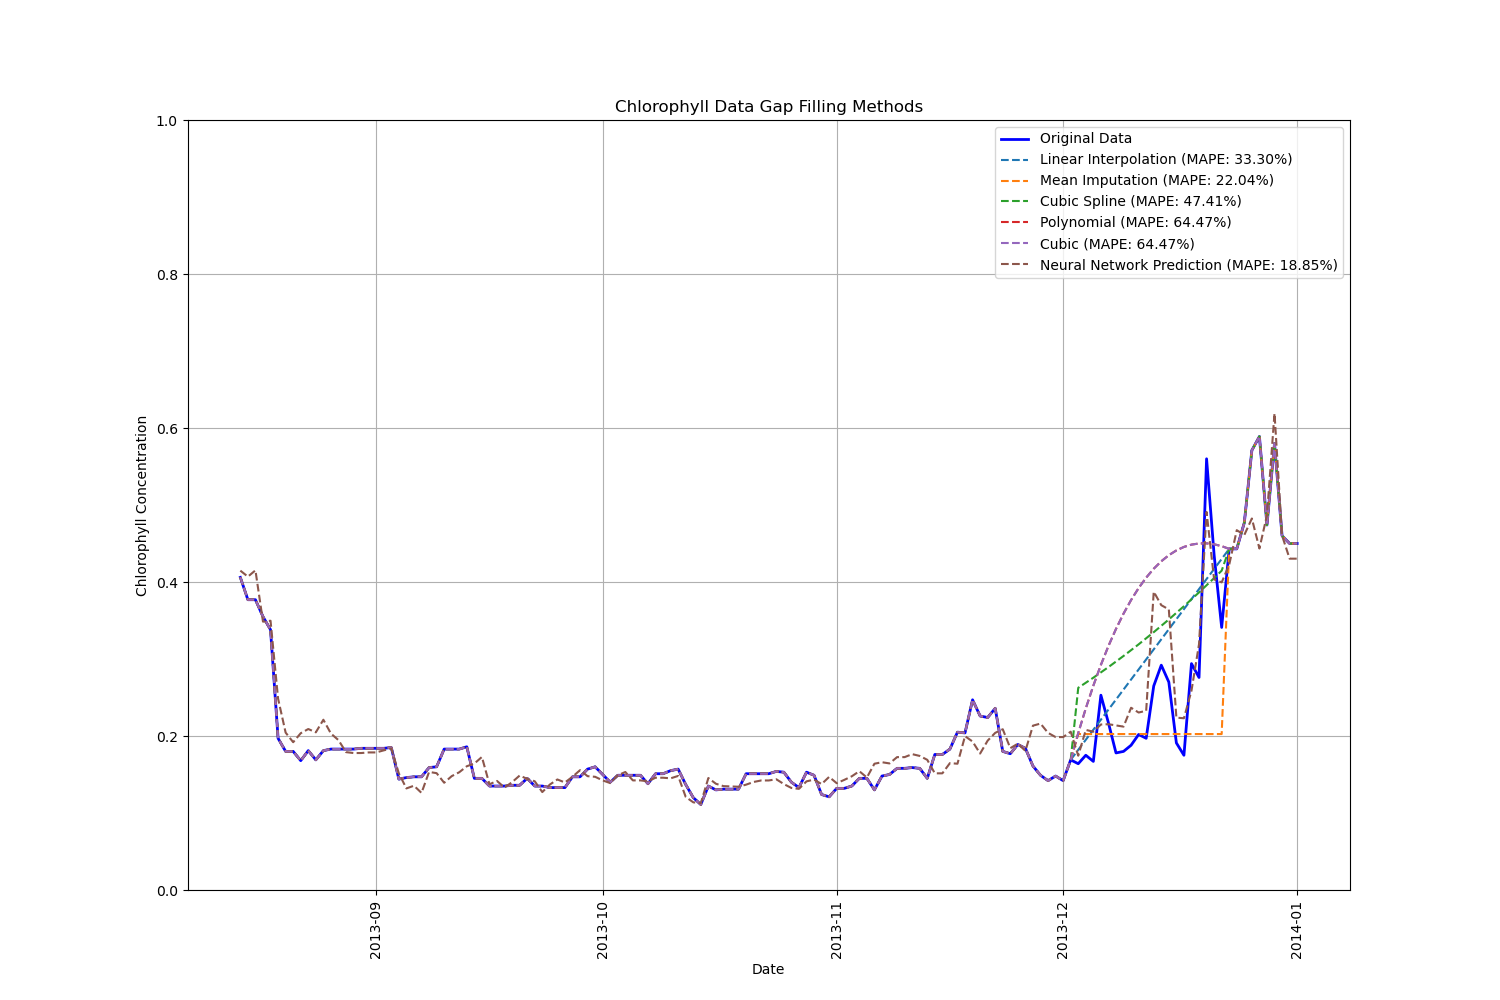 Chlorophyll Data Gap Filling Methods
1.0
0.8
0.6
0.4
0.2
0.0
Chlorophyll Concentration
Original Data
Linear Interpolation (MAPE: 33.30%)
Mean Imputation (MAPE: 22.04%)
Cubic Spline (MAPE: 47.41%)
Polynomial (MAPE: 64.47%)
Cubic (MAPE: 64.47%)
Neural Network Prediction (MAPE: 18.85%)
2013-09
2013-10
2013-11
2013-12
2014-01
Date